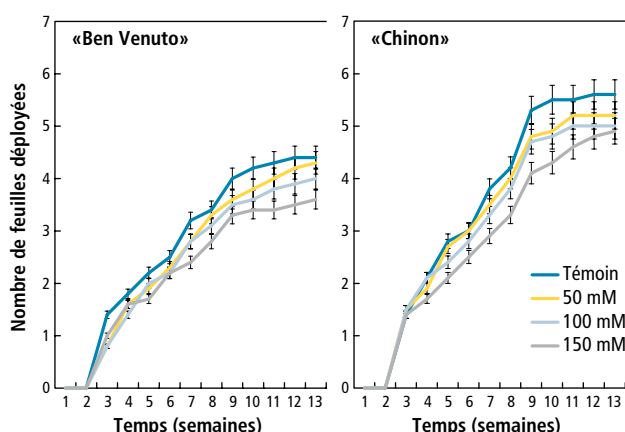 Nombre de feuilles déployées
7
6
5
4
3
2
1
0
«Ben Venuto»
1 2 3 4 5 6 7 8 9 10 11 12 13
Temps (semaines)
7
6
5
4
3
2
1
0
«Chinon»
Témoin
50 mM
100 mM
150 mM
1 2 3 4 5 6 7 8 9 10 11 12 13
Temps (semaines)